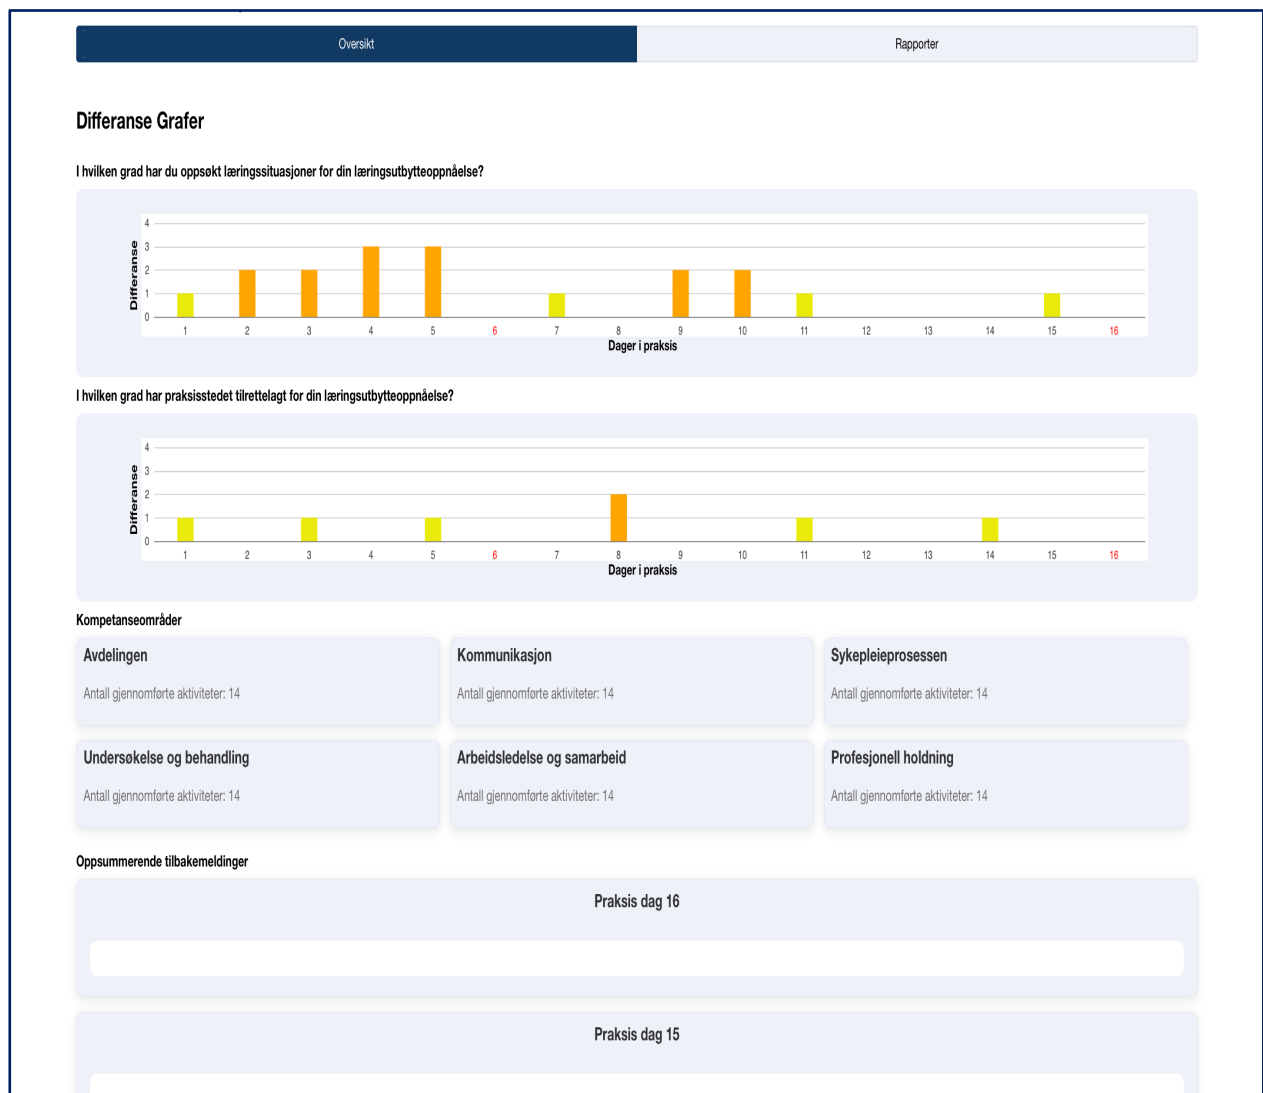 Oversikt
Rapporter
Differanse Grafer
I hvilken grad har du oppsøkt læringssituasjoner for din læringsutbytteoppnåelse?
4
3
2
1
0
Differanse
1 2 3 4 5 6 7 8 9 10 11 12 13 14 15 16
Dager i praksis
I hvilken grad har praksisstedet tilrettelagt for din læringsutbytteoppnåelse?
4
3
2
1
0
Differanse
1 2 3 4 5 6 7 8 9 10 11 12 13 14 15 16
Dager i praksis
Kompetanseområder
Avdelingen
Antall gjennomførte aktiviteter: 14
Kommunikasjon
Antall gjennomførte aktiviteter: 14
Sykepleieprosessen
Antall gjennomførte aktiviteter: 14
Undersøkelse og behandling
Antall gjennomførte aktiviteter: 14
Arbeidsledelse og samarbeid
Antall gjennomførte aktiviteter: 14
Profesjonell holdning
Antall gjennomførte aktiviteter: 14
Oppsummerende tilbakemeldinger
Praksis dag 16
Praksis dag 15